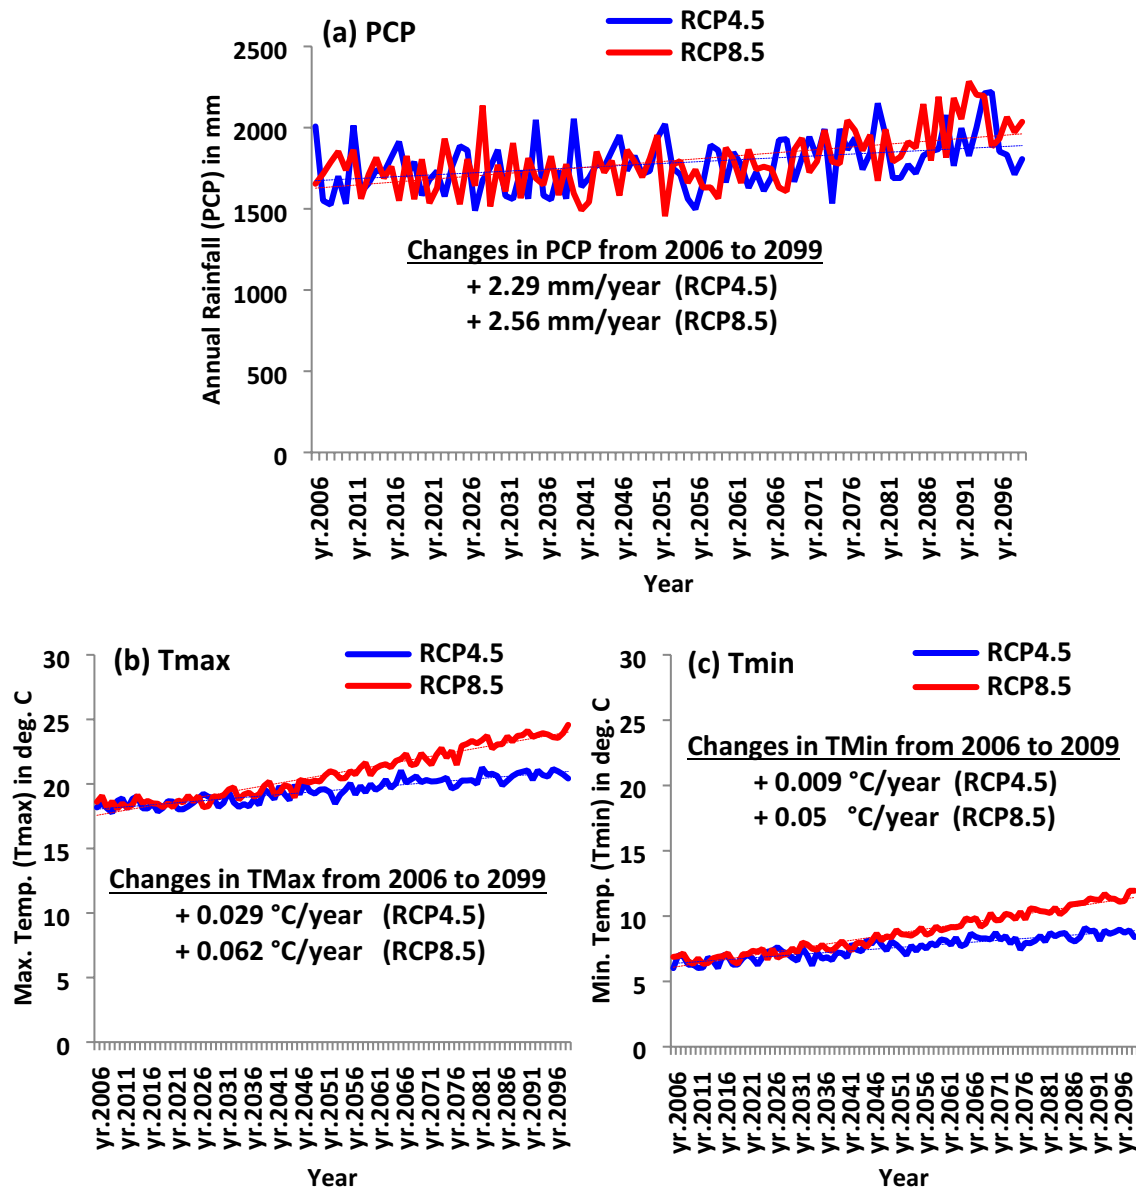 (a) PCP
RCP4.5
RCP8.5
Annual Rainfall (PCP) in mm
2500
2000
1500
1000
500
0
Changes in PCP from 2006 to 2099
+ 2.29 mm/year (RCP4.5)
+ 2.56 mm/year (RCP8.5)
yr.2006
yr.2011
yr.2016
yr.2021
yr.2026
yr.2031
yr.2036
yr.2041
yr.2046
yr.2051
yr.2056
yr.2061
yr.2066
yr.2071
yr.2076
yr.2081
yr.2086
yr.2091
yr.2096
Year
(b) Tmax
RCP4.5
RCP8.5
Max. Temp. (Tmax) in deg. C
30
25
20
15
10
5
0
Changes in TMax from 2006 to 2099
+ 0.029 °C/year (RCP4.5)
+ 0.062 °C/year (RCP8.5)
yr.2006
yr.2011
yr.2016
yr.2021
yr.2026
yr.2031
yr.2036
yr.2041
yr.2046
yr.2051
yr.2056
yr.2061
yr.2066
yr.2071
yr.2076
yr.2081
yr.2086
yr.2091
yr.2096
Year
(c) Tmin
RCP4.5
RCP8.5
Min. Temp. (Tmin) in deg. C
30
25
20
15
10
5
0
Changes in TMin from 2006 to 2009
+ 0.009 °C/year (RCP4.5)
+ 0.05 °C/year (RCP8.5)
yr.2006
yr.2011
yr.2016
yr.2021
yr.2026
yr.2031
yr.2036
yr.2041
yr.2046
yr.2051
yr.2056
yr.2061
yr.2066
yr.2071
yr.2076
yr.2081
yr.2086
yr.2091
yr.2096
Year